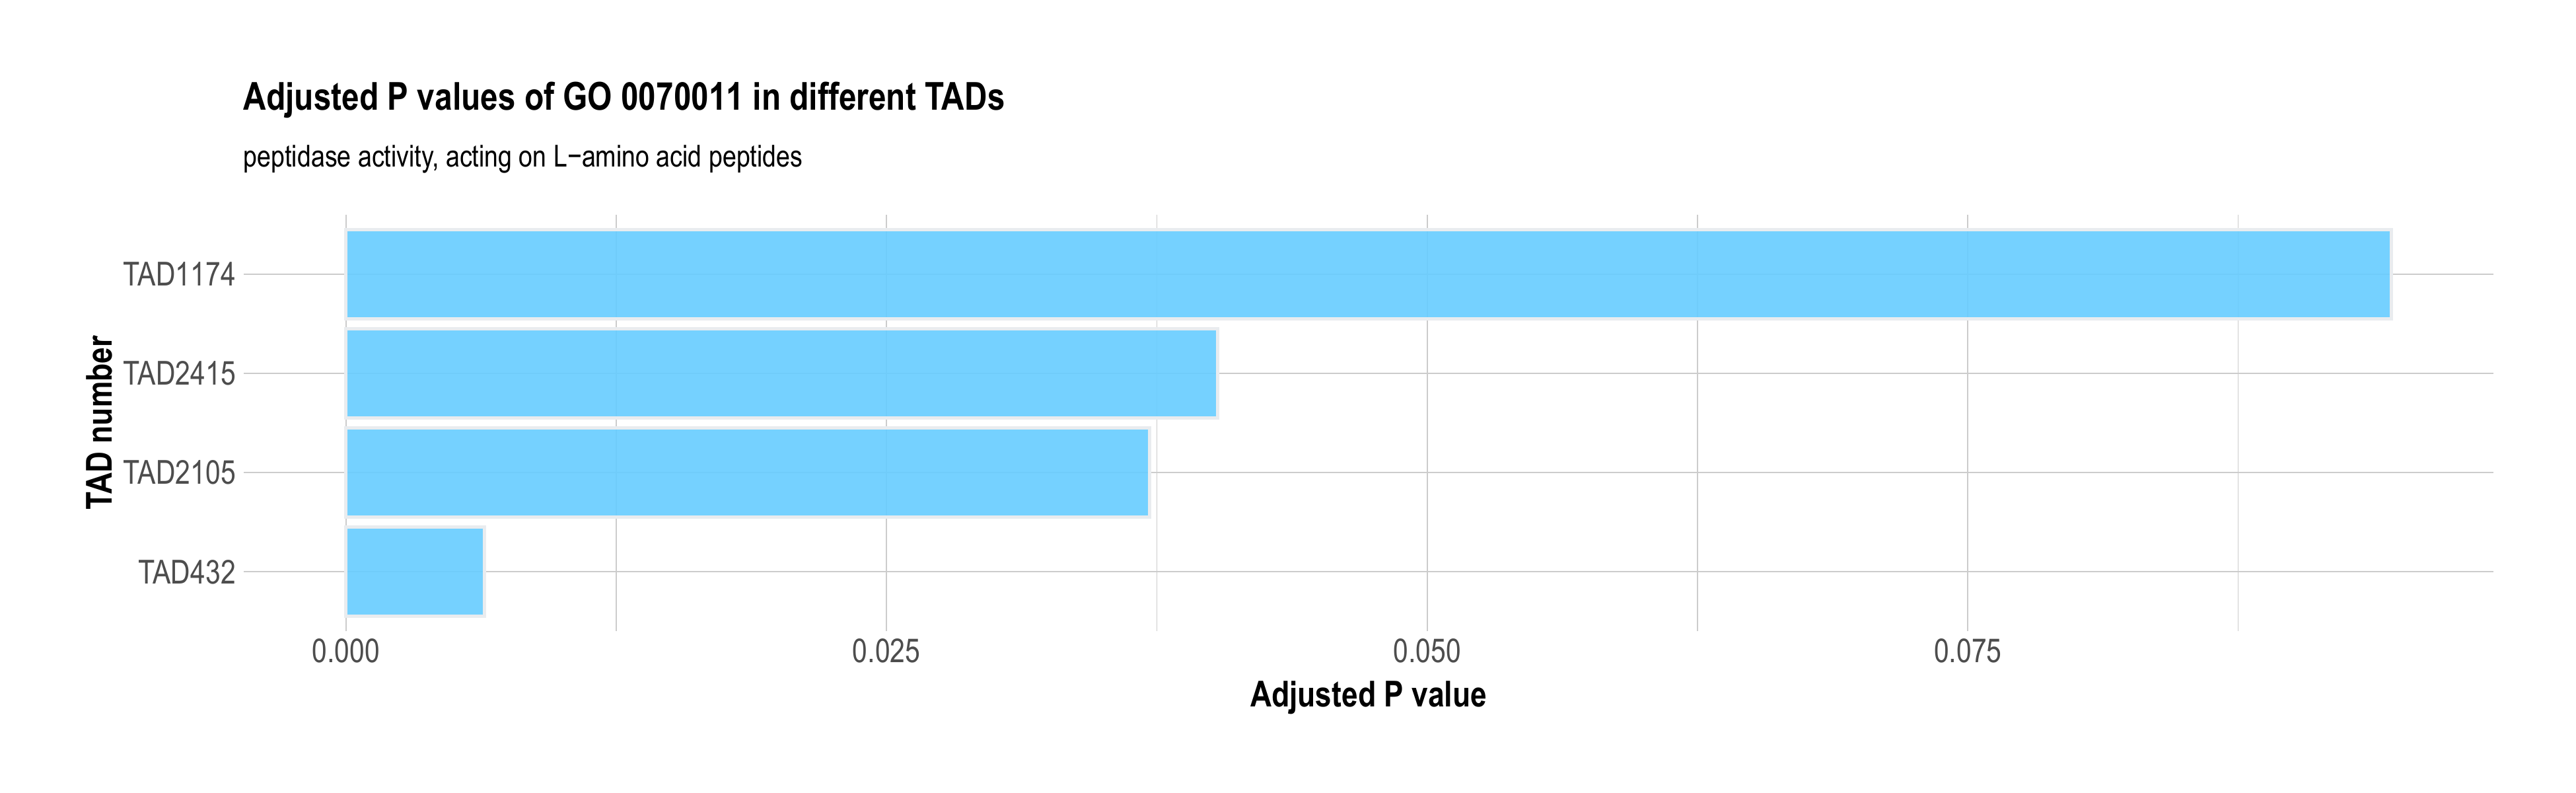 Adjusted P values of GO 0070011 in different TADs
peptidase activity, acting on L−amino acid peptides
TAD number
TAD1174
TAD2415
TAD2105
TAD432
0.000 0.025 0.050 0.075
Adjusted P value